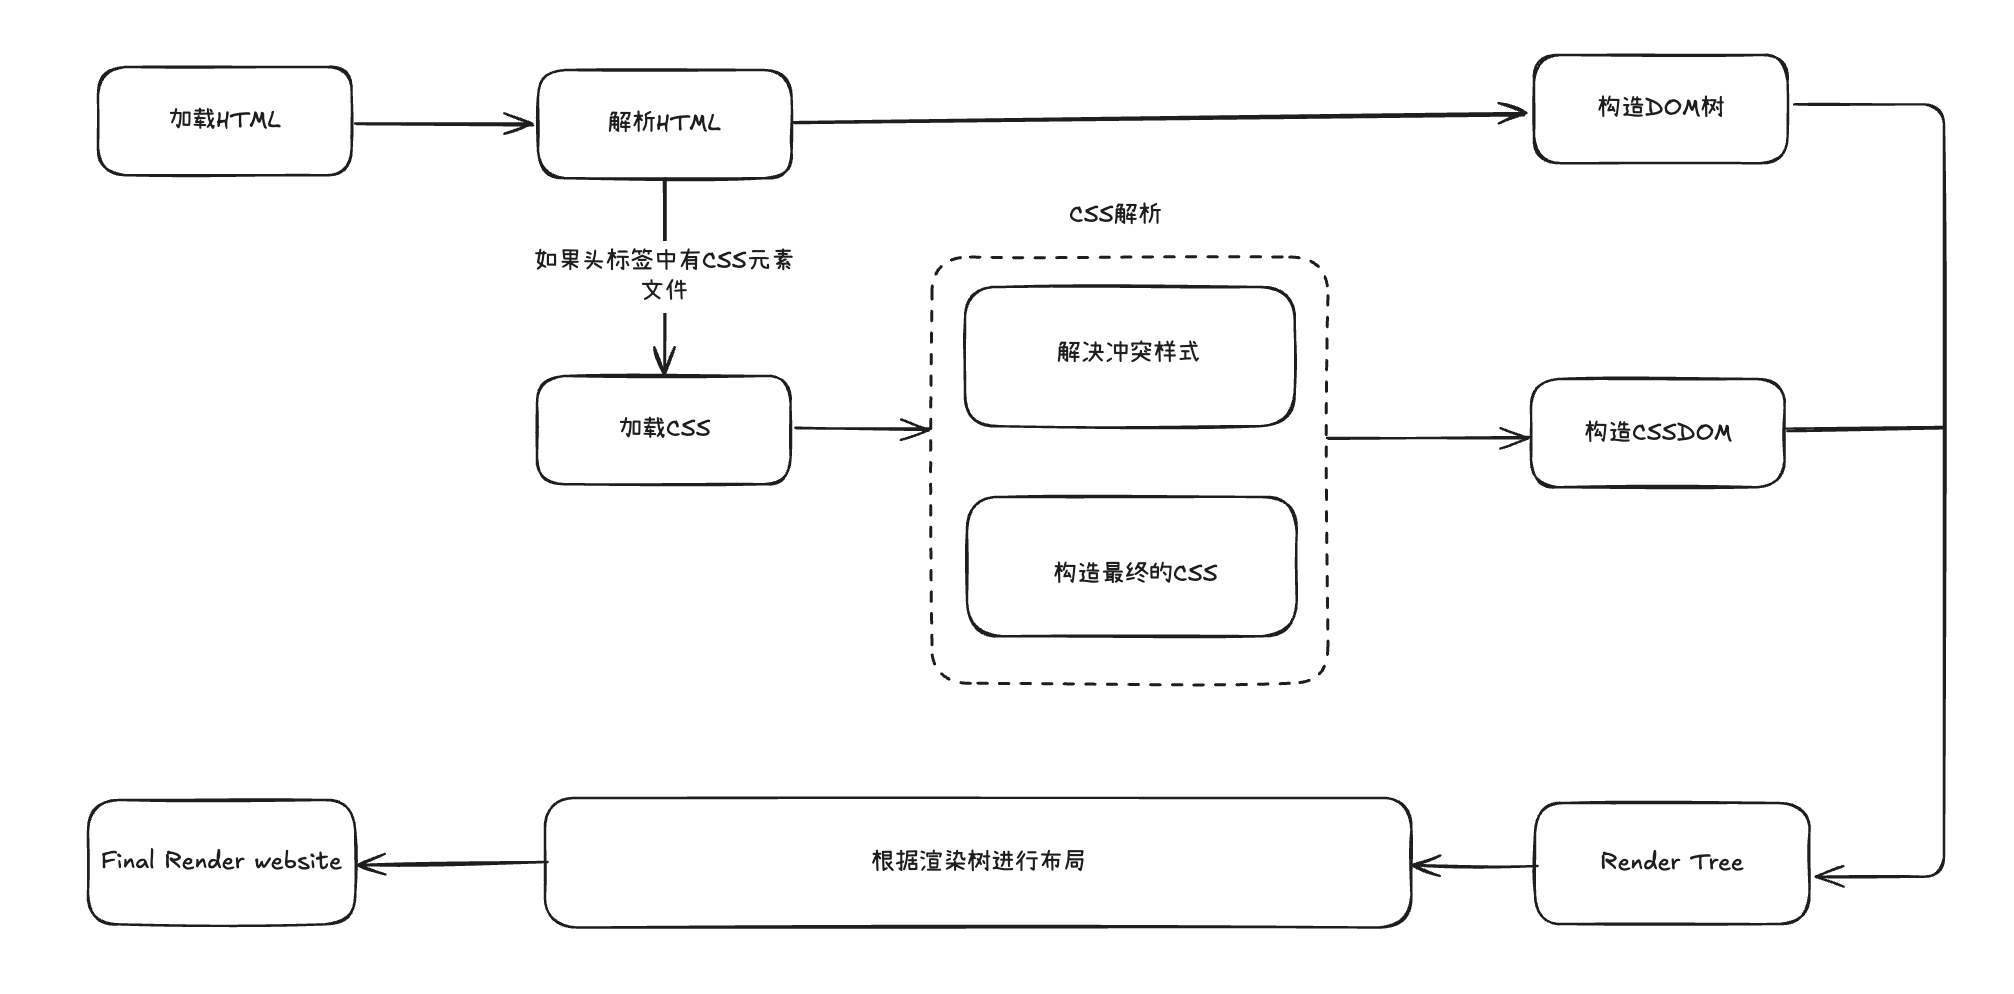 加载HTML
解析HTML
构造DOM树
CSS解析
如果头标签中有CSS元素
文件
解决冲突样式
加载CSS
构造CSSDOM
构造最终的CSS
Final Render website
根据渲染树进行布局
Render Tree